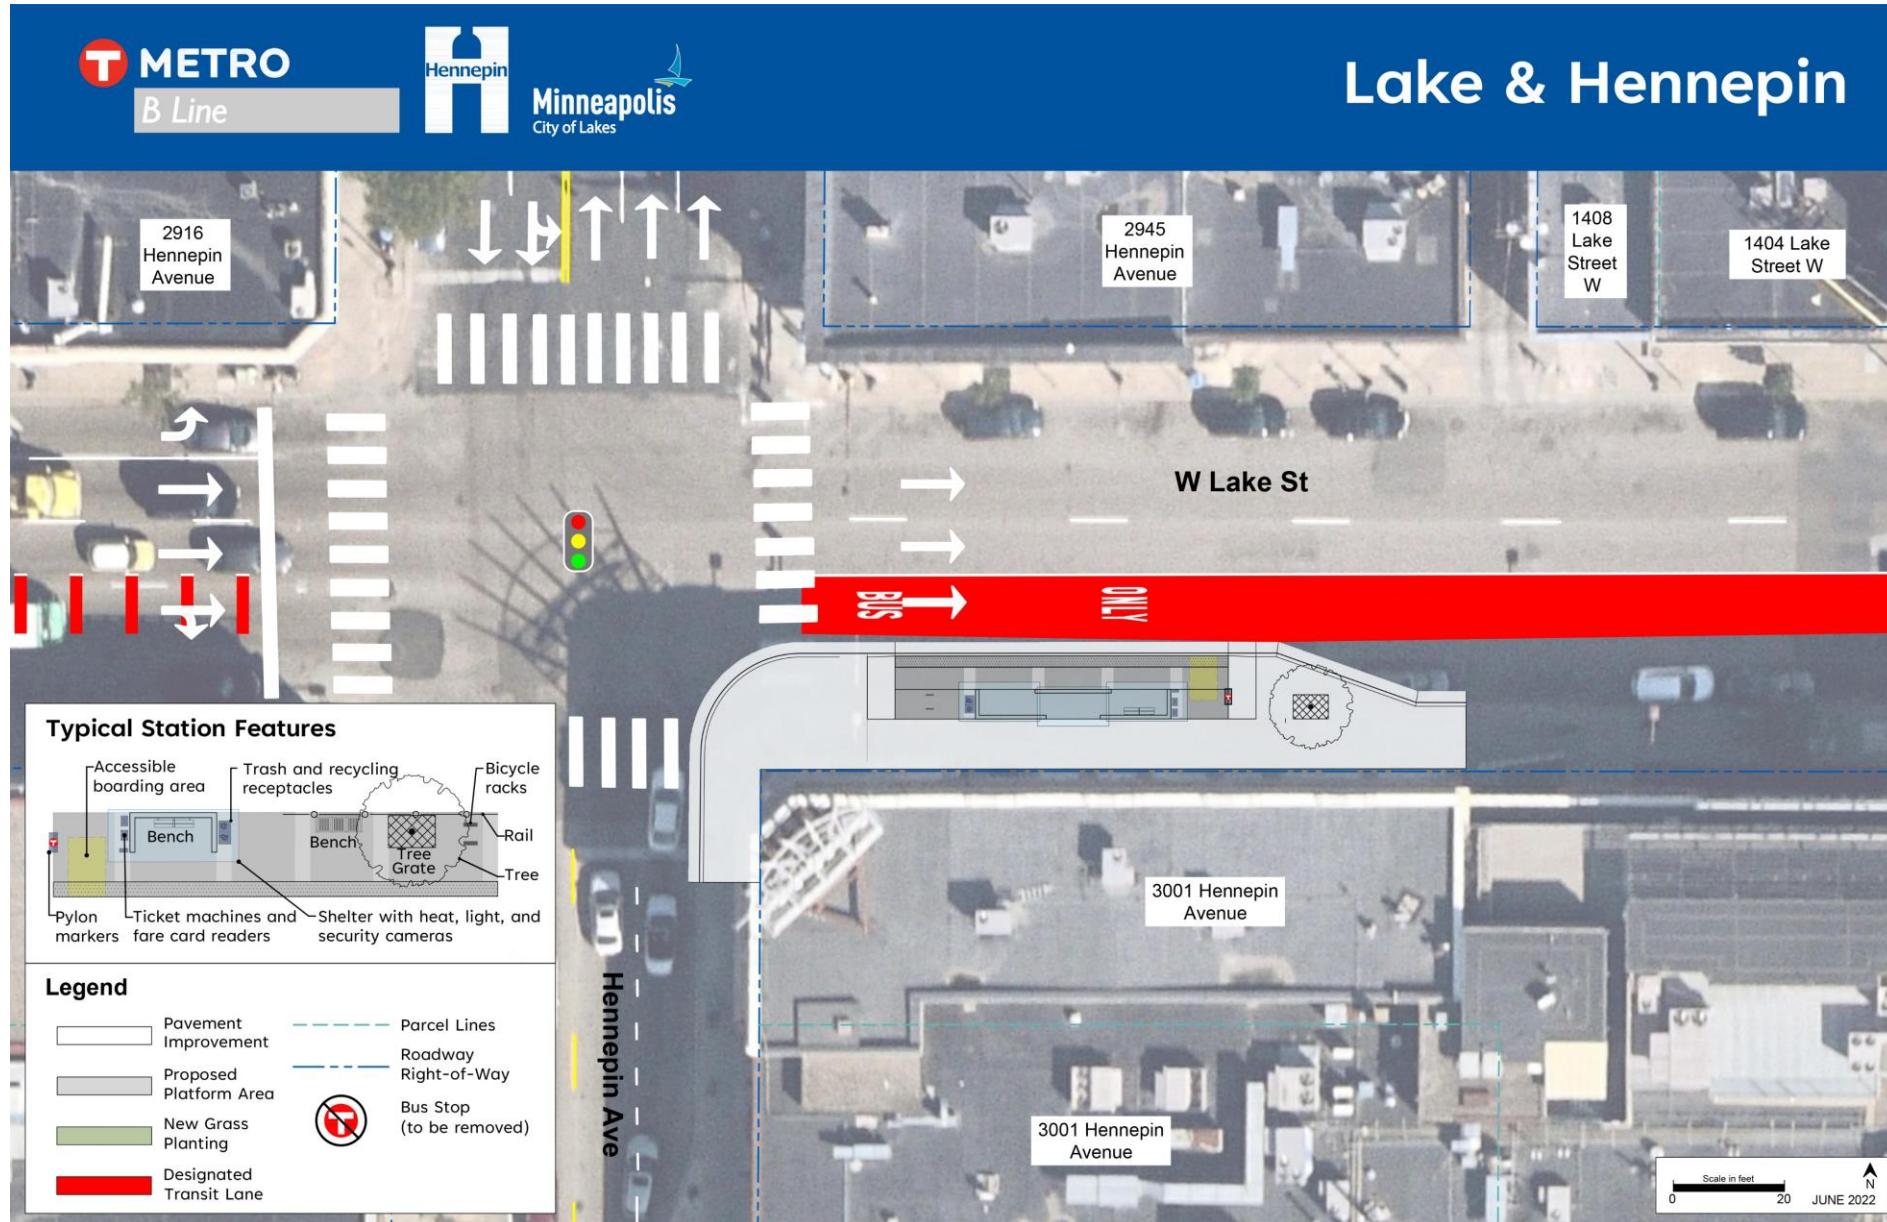 T METRO
B Line
Hennepin
Minneapolis
City of Lakes
Lake & Hennepin
2916
Hennepin
Avenue
2945
Hennepin
Avenue
1408
Lake
Street
W
1404 Lake
Street W
W Lake St
BUS
ONLY
Typical Station Features
Accessible
boarding area
Trash and recycling
receptacles
Bicycle
racks
Bench
Bench
Rail
Tree
Grate
Tree
Pylon
markers
Ticket machines and
fare card readers
Shelter with heat, light, and
security cameras
Legend
Pavement
Improvement
Proposed
Platform Area
New Grass
Planting
Designated
Transit Lane
Parcel Lines
Roadway
Right-of-Way
T
Bus Stop
(to be removed)
Hennepin Ave
3001 Hennepin
Avenue
3001 Hennepin
Avenue
Scale in feet
0 20
N
JUNE 2022